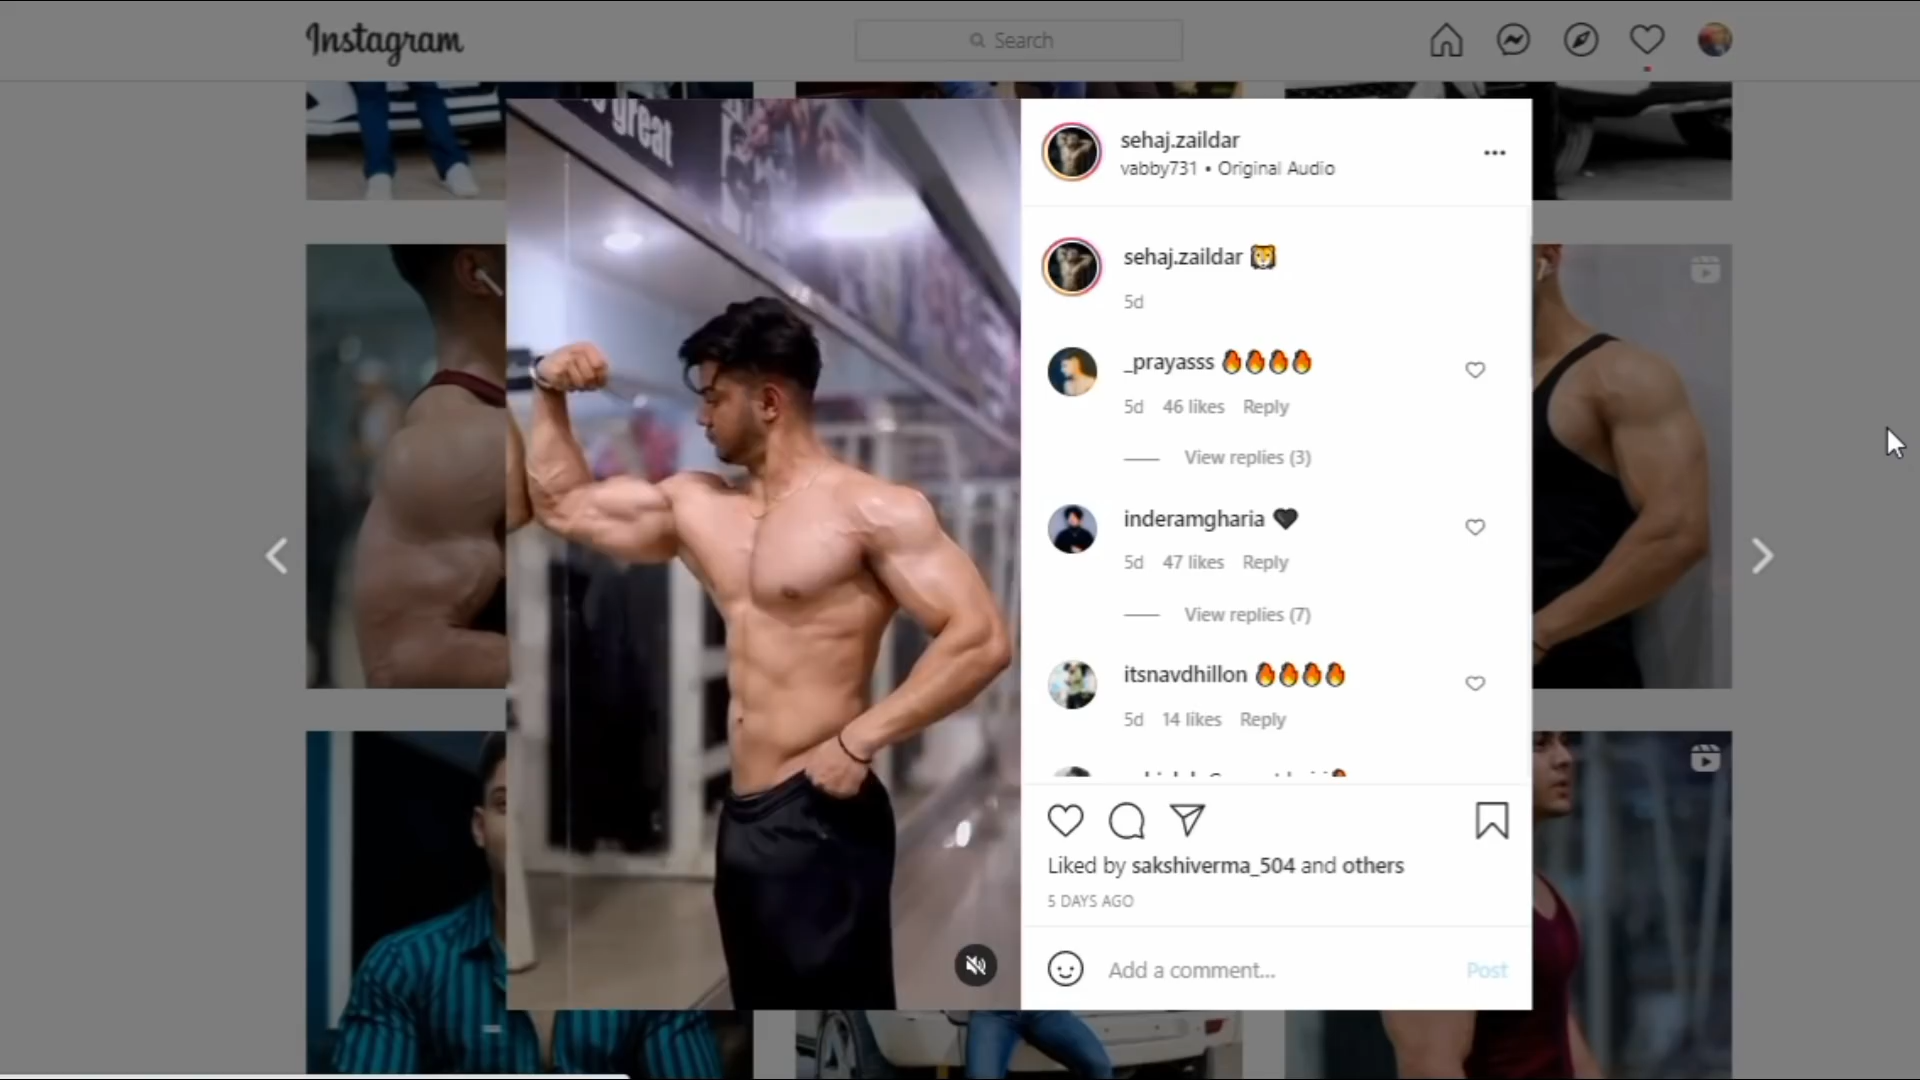 Instagram
Search
great
sehaj.zaildar
vabby731 • Original Audio
sehaj.zaildar 🐯
5d
_prayasss 🔥🔥🔥🔥
5d 46 likes Reply
View replies (3)
inderamgharia 🖤
5d 47 likes Reply
View replies (7)
itsnavdhillon 🔥🔥🔥🔥
5d 14 likes Reply
Liked by sakshiverma_504 and others
5 DAYS AGO
Add a comment...
Post